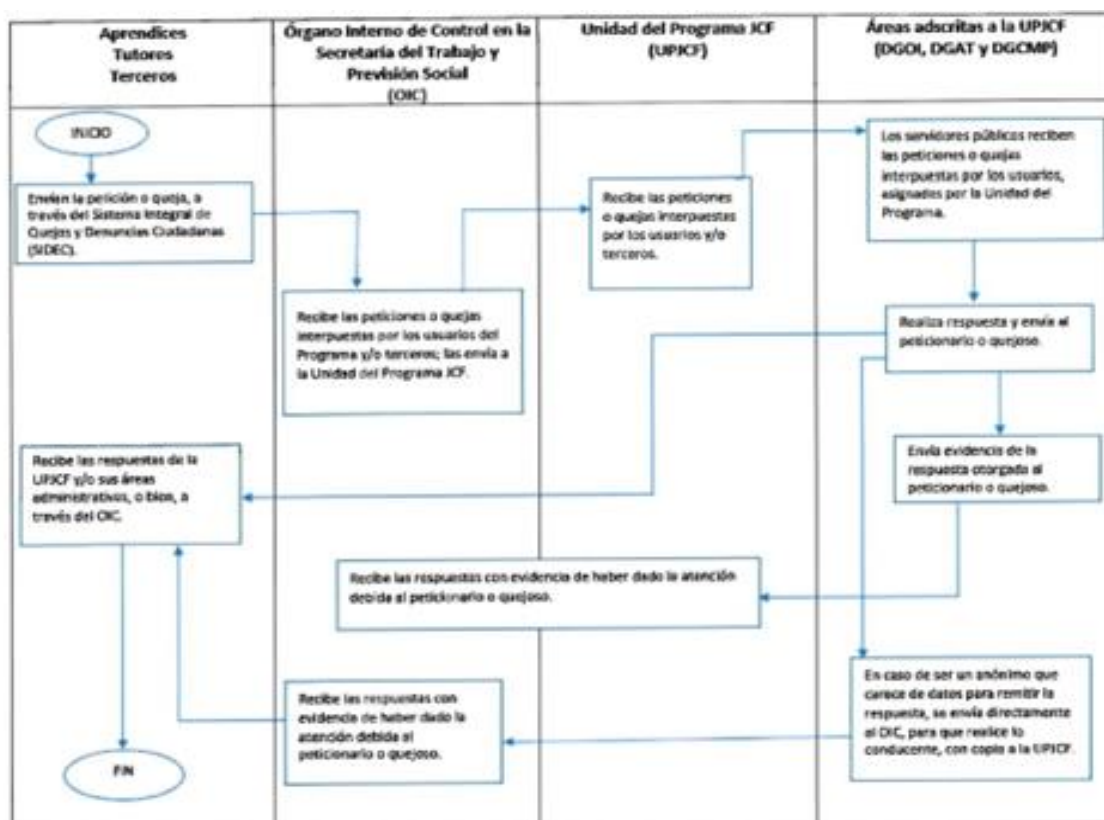 Aprendices
Tutores
Terceros
Órgano Interno de Control en la
Secretaría del Trabajo y
Previsión Social
(OIC)
Unidad del Programa JCF
(UPJCF)
Áreas adscritas a la UPJCF
(DGOI, DGAT y DGCMP)
INICIO
Envían la petición o queja, a
través del Sistema Integral de
Quejas y Denuncias Ciudadanas
(SIDEC).
Recibe las peticiones o quejas
interpuestas por los usuarios del
Programa y/o terceros; las envía a
la Unidad del Programa JCF.
Recibe las peticiones
o quejas interpuestas
por los usuarios y/o
terceros.
Los servidores públicos reciben
las peticiones o quejas
interpuestas por los usuarios,
asignadas por la Unidad del
Programa.
Realiza respuesta y envía al
peticionario o quejoso.
Envía evidencia de la
respuesta otorgada al
peticionario o quejoso.
Recibe las respuestas de la
UPJCF y/o sus áreas
administrativas, o bien, a
través del OIC.
Recibe las respuestas con evidencia de haber dado la atención
debida al peticionario o quejoso.
En caso de ser un anónimo que
carece de datos para remitir la
respuesta, se envía directamente
al OIC, para que realice lo
conducente, con copia a la UPJCF.
Recibe las respuestas con
evidencia de haber dado la
atención debida al
peticionario o quejoso.
FIN